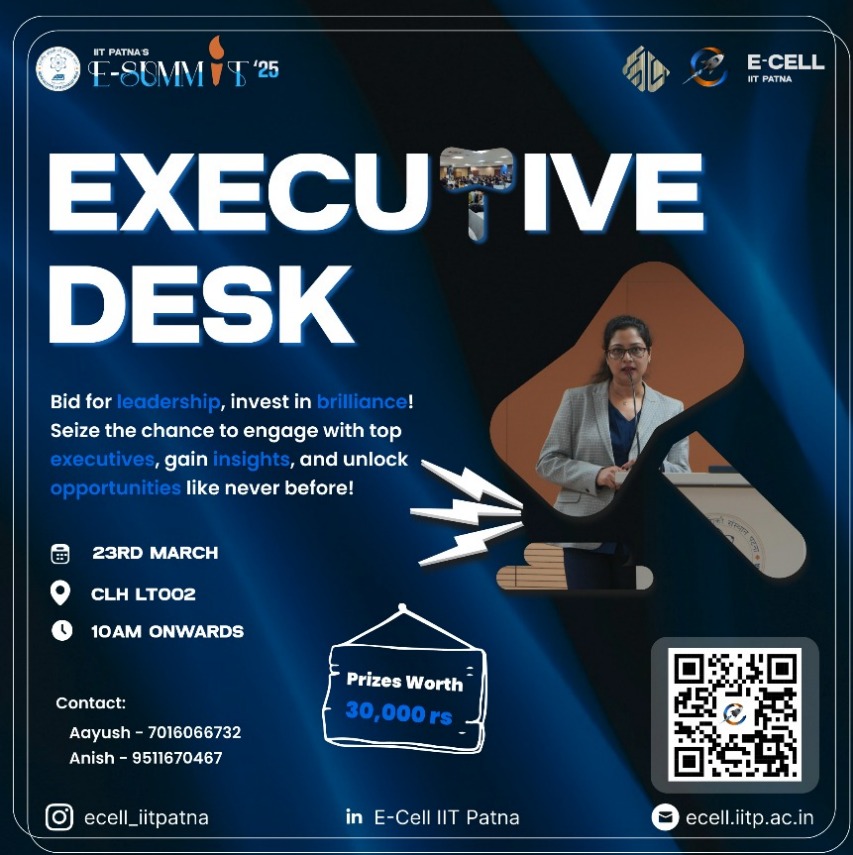 IIT PATNA'S
E-SUMMIT '25
E-CELL
IIT PATNA
EXECUTIVE
DESK
Bid for leadership, invest in brilliance!
Seize the chance to engage with top
executives, gain insights, and unlock
opportunities like never before!
23RD MARCH
CLH LT002
10AM ONWARDS
Prizes Worth
30,000 rs
Contact:
Aayush - 7016066732
Anish - 9511670467
ecell_iitpatna
in E-Cell IIT Patna
ecell.iitp.ac.in